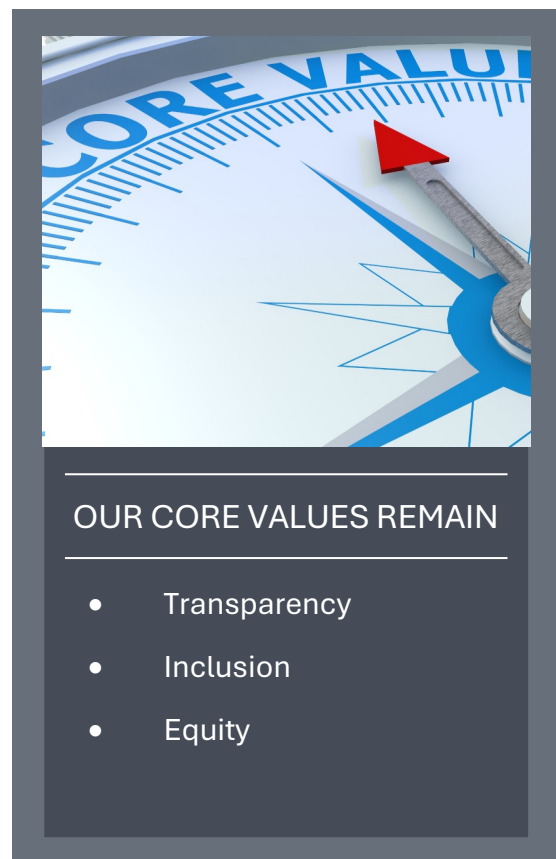 CORE VALU
OUR CORE VALUES REMAIN
• Transparency
• Inclusion
• Equity